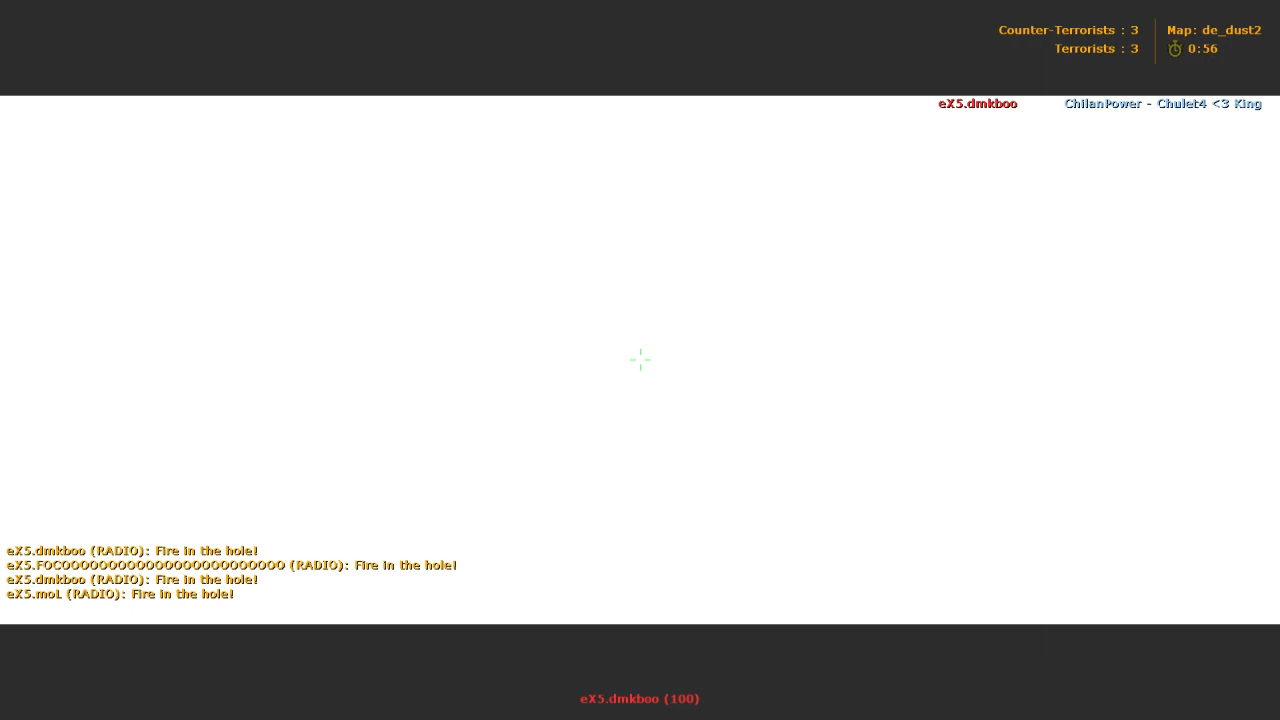 Counter-Terrorists : 3
Terrorists : 3
Map: de_dust2
0:56
eX5.dmkboo ChilanPower - Chulet4 <3 King
eX5.dmkboo (RADIO): Fire in the hole!
eX5.FOCOOOOOOOOOOOOOOOOOOOOOOOO (RADIO): Fire in the hole!
eX5.dmkboo (RADIO): Fire in the hole!
eX5.moL (RADIO): Fire in the hole!
eX5.dmkboo (100)